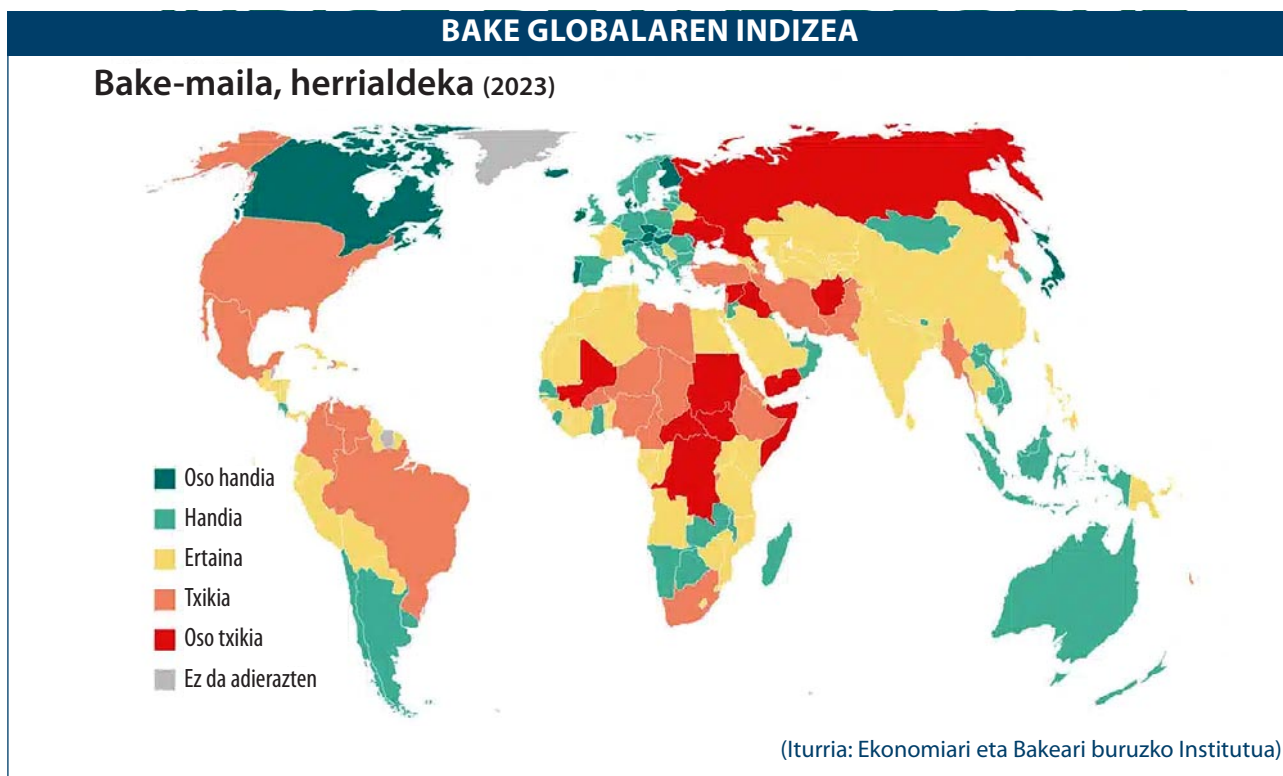 BAKE GLOBALAREN INDIZEA
Bake-maila, herrialdeka (2023)
Oso handia
Handia
Ertaina
Txikia
Oso txikia
Ez da adierazten
(Iturria: Ekonomiari eta Bakeari buruzko Institutua)